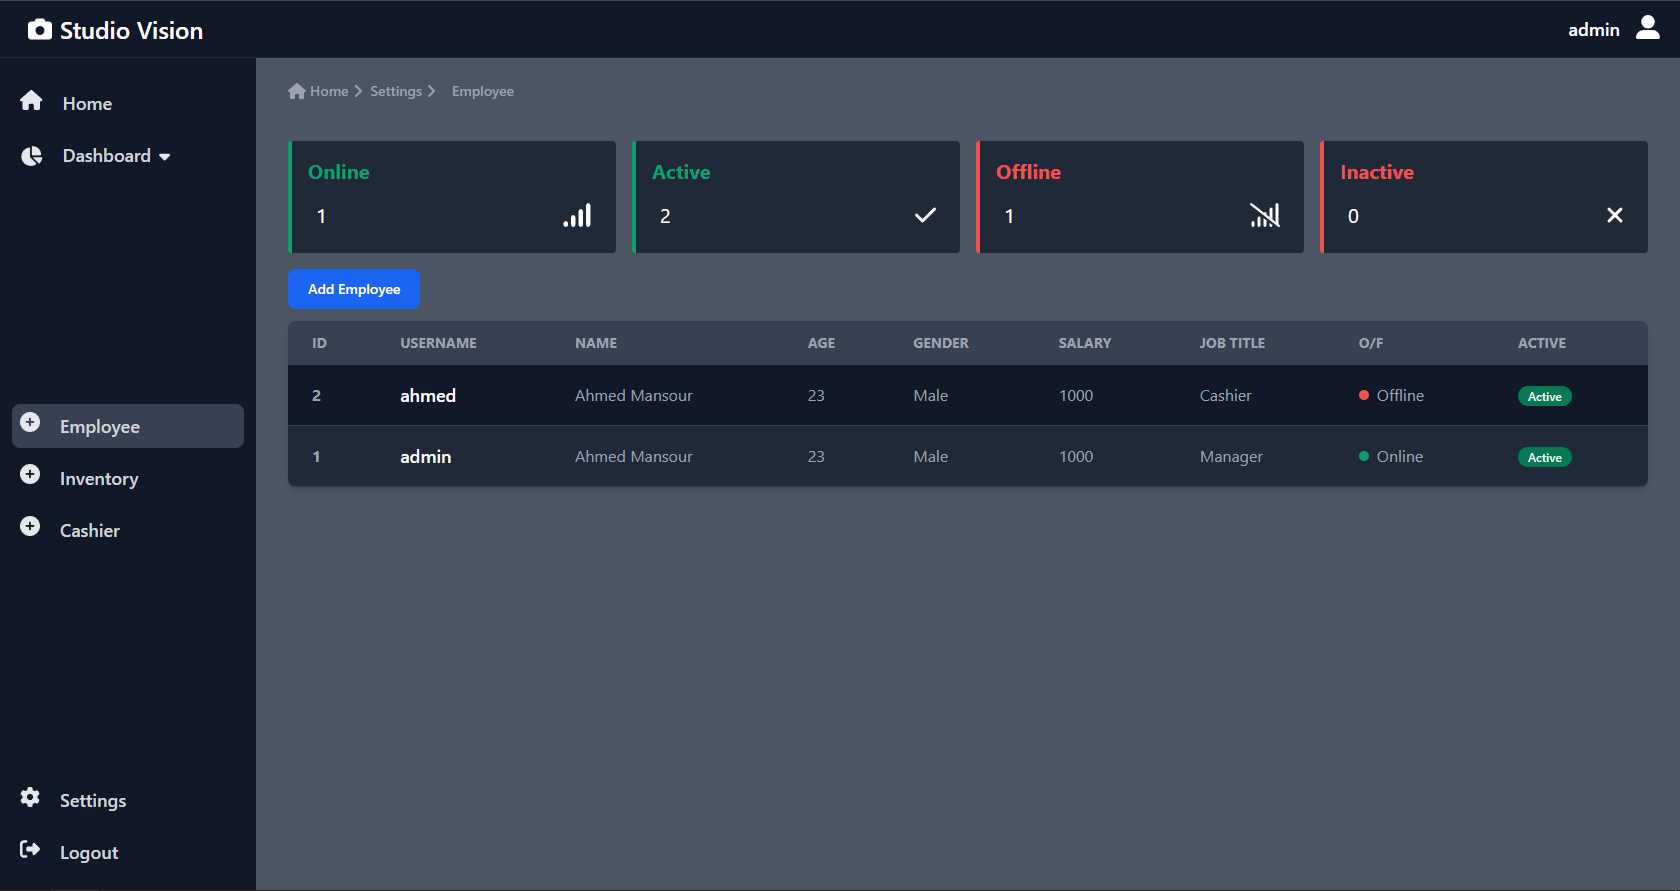 Studio Vision
admin
Home
Dashboard
Employee
Inventory
Cashier
Settings
Logout
Home Settings Employee
Online
1
Active
2
Offline
1
Inactive
0
Add Employee
ID USERNAME NAME AGE GENDER SALARY JOB TITLE O/F ACTIVE
2 ahmed Ahmed Mansour 23 Male 1000 Cashier Offline Active
1 admin Ahmed Mansour 23 Male 1000 Manager Online Active